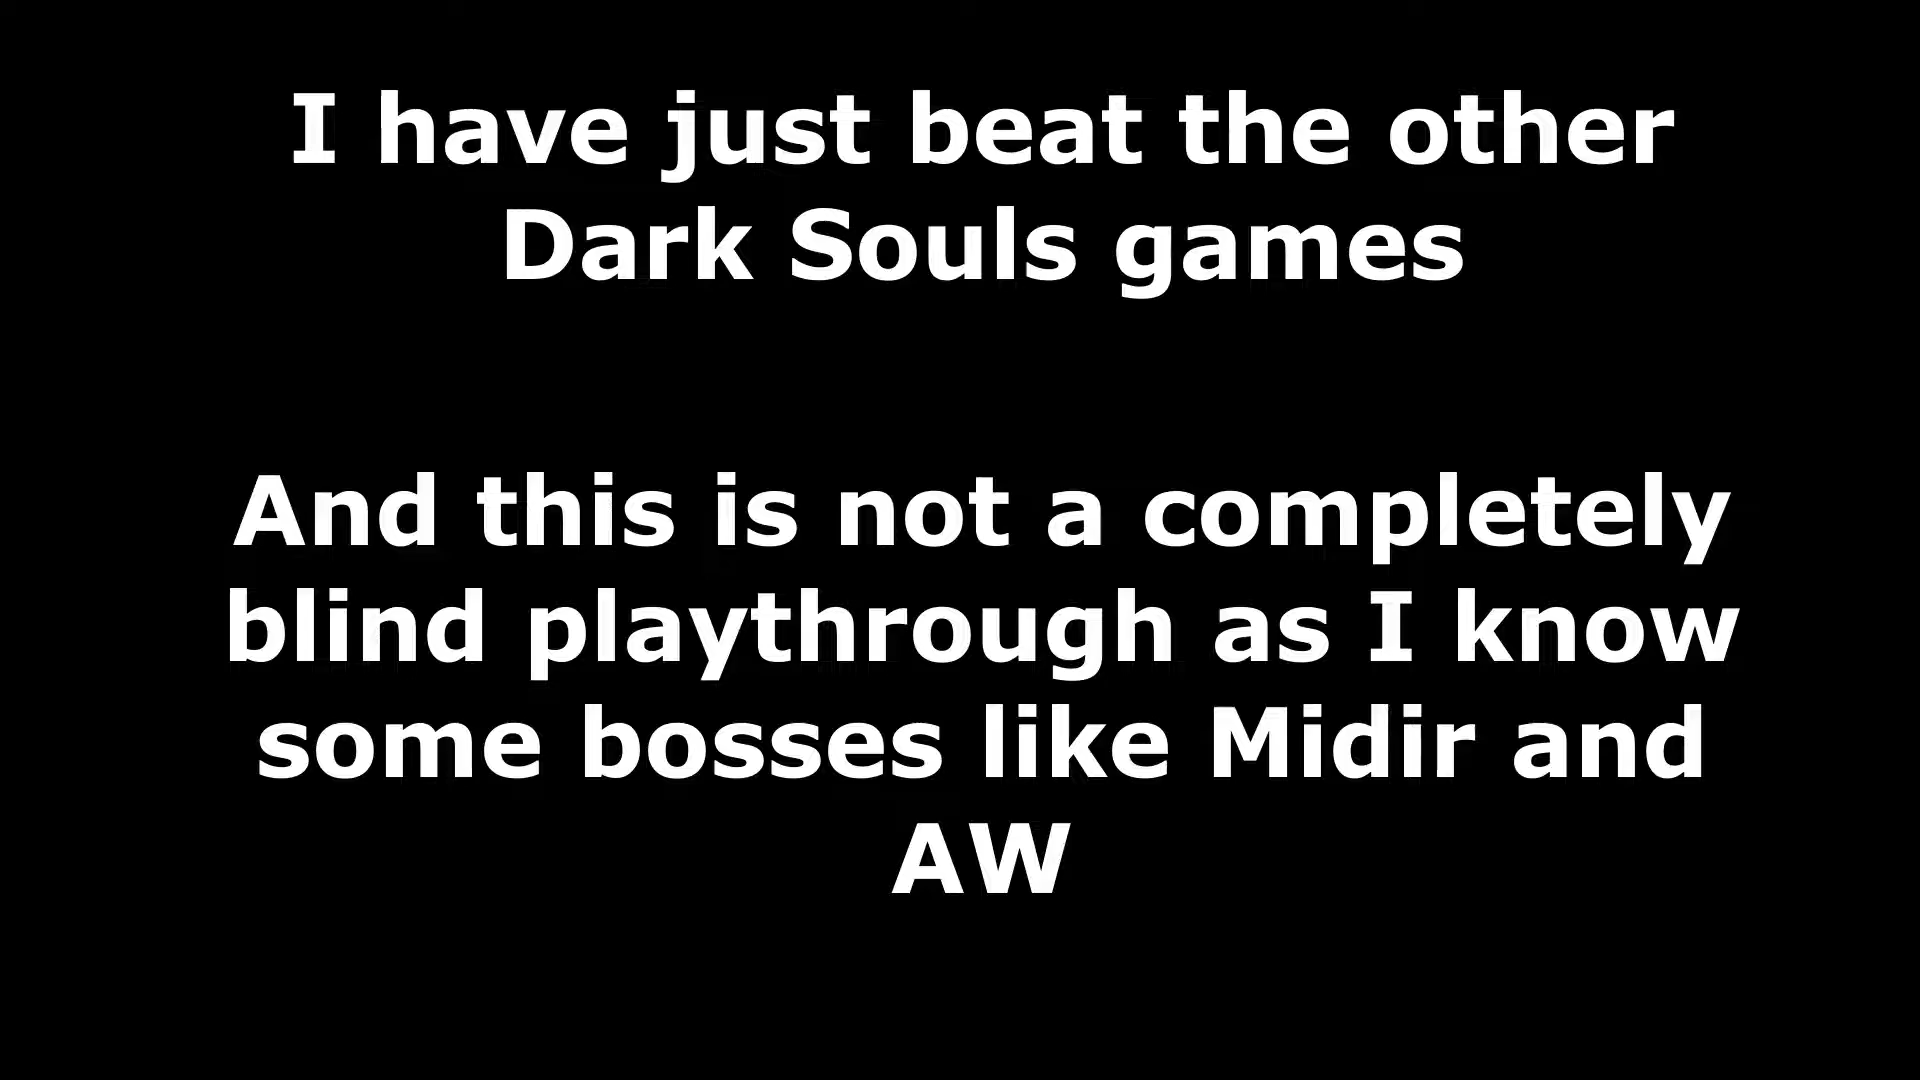 I have just beat the other
Dark Souls games
And this is not a completely
blind playthrough as I know
some bosses like Midir and
AW